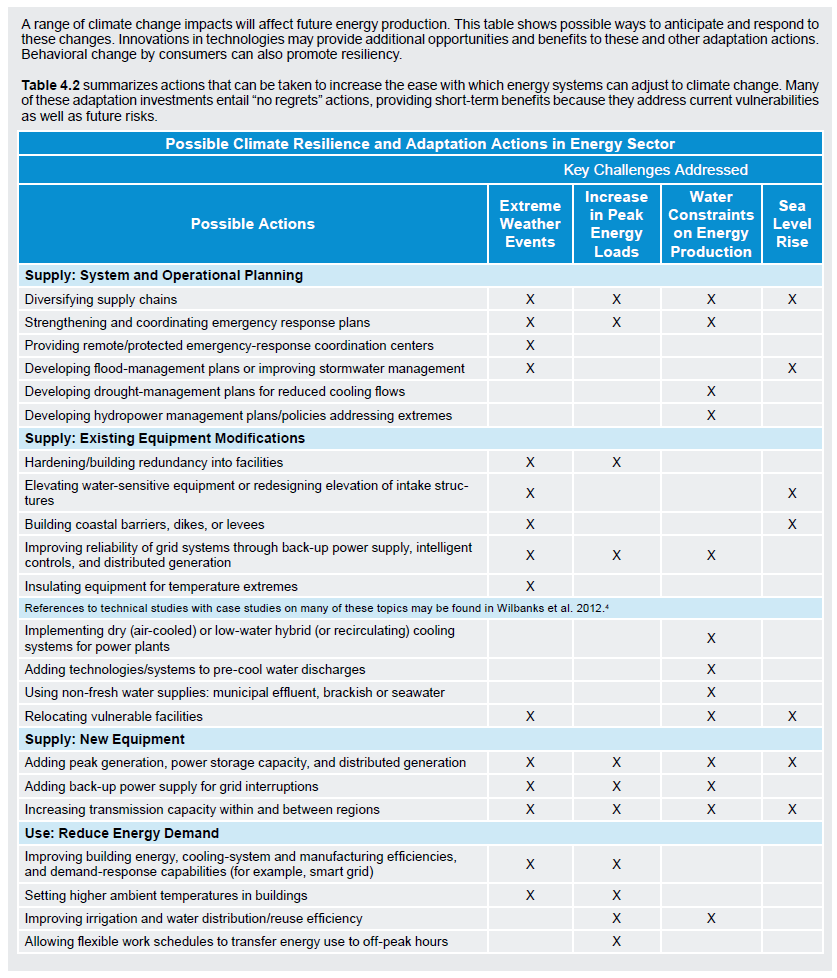 A range of climate change impacts will affect future energy production. This table shows possible ways to anticipate and respond to
these changes. Innovations in technologies may provide additional opportunities and benefits to these and other adaptation actions.
Behavioral change by consumers can also promote resiliency.
Table 4.2 summarizes actions that can be taken to increase the ease with which energy systems can adjust to climate change. Many
of these adaptation investments entail “no regrets” actions, providing short-term benefits because they address current vulnerabilities
as well as future risks.
Possible Climate Resilience and Adaptation Actions in Energy Sector
Key Challenges Addressed
Possible Actions
Extreme
Weather
Events
Increase
in Peak
Energy
Loads
Water
Constraints
on Energy
Production
Sea
Level
Rise
Supply: System and Operational Planning
Diversifying supply chains X X X X
Strengthening and coordinating emergency response plans X X X
Providing remote/protected emergency-response coordination centers X
Developing flood-management plans or improving stormwater management X X
Developing drought-management plans for reduced cooling flows X
Developing hydropower management plans/policies addressing extremes X
Supply: Existing Equipment Modifications
Hardening/building redundancy into facilities X X
Elevating water-sensitive equipment or redesigning elevation of intake struc-
tures X X
Building coastal barriers, dikes, or levees X X
Improving reliability of grid systems through back-up power supply, intelligent
controls, and distributed generation X X X
Insulating equipment for temperature extremes X
References to technical studies with case studies on many of these topics may be found in Wilbanks et al. 2012.⁴
Implementing dry (air-cooled) or low-water hybrid (or recirculating) cooling
systems for power plants X
Adding technologies/systems to pre-cool water discharges X
Using non-fresh water supplies: municipal effluent, brackish or seawater X
Relocating vulnerable facilities X X X
Supply: New Equipment
Adding peak generation, power storage capacity, and distributed generation X X X X
Adding back-up power supply for grid interruptions X X X
Increasing transmission capacity within and between regions X X X X
Use: Reduce Energy Demand
Improving building energy, cooling-system and manufacturing efficiencies,
and demand-response capabilities (for example, smart grid) X X
Setting higher ambient temperatures in buildings X X
Improving irrigation and water distribution/reuse efficiency X X
Allowing flexible work schedules to transfer energy use to off-peak hours X